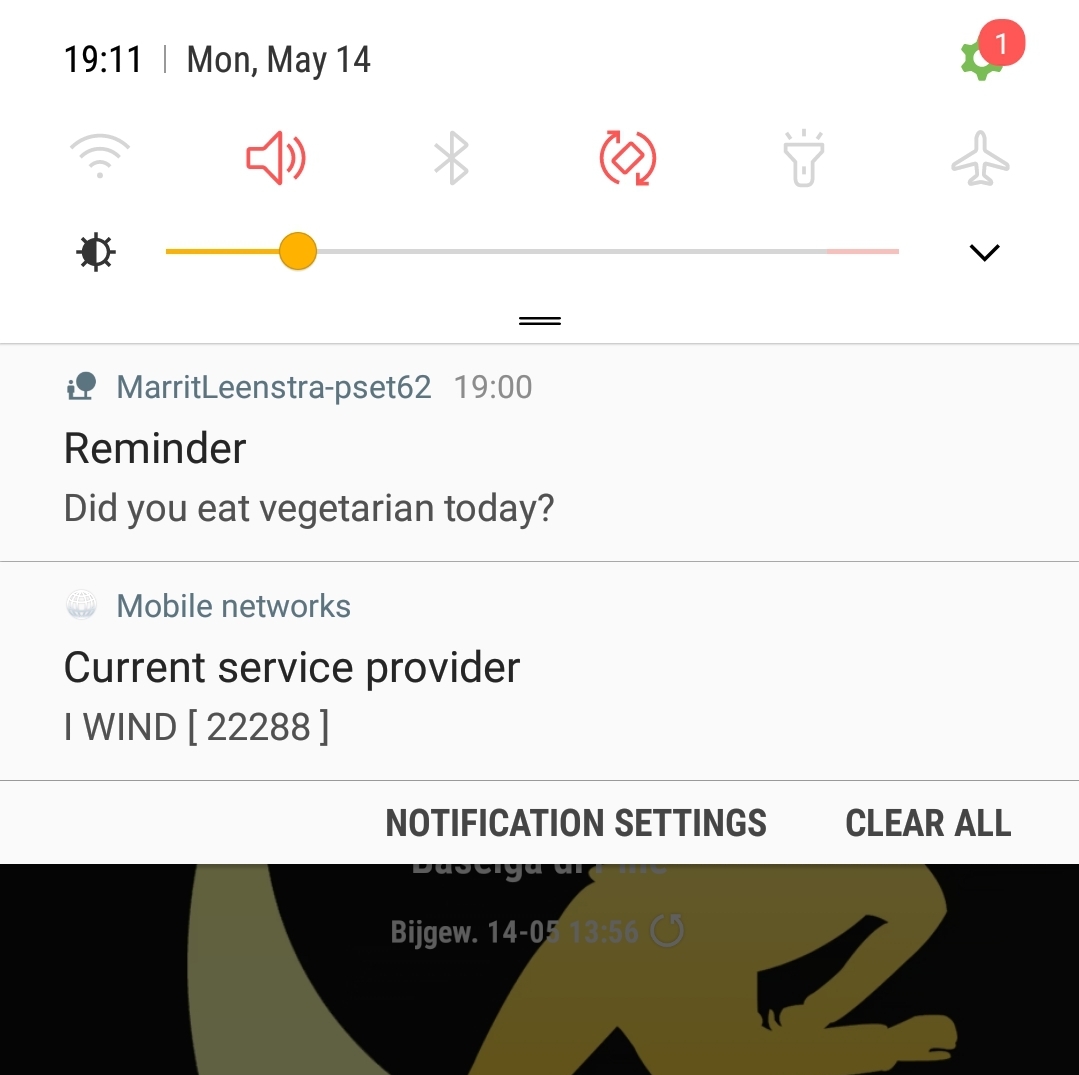 19:11 | Mon, May 14
1
MarritLeenstra-pset62 19:00
Reminder
Did you eat vegetarian today?
Mobile networks
Current service provider
I WIND [ 22288 ]
NOTIFICATION SETTINGS CLEAR ALL
Bijgew. 14-05 13:56